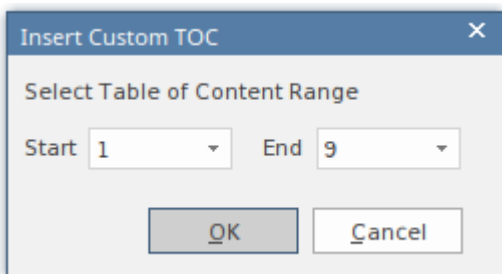 Insert Custom TOC
Select Table of Content Range
Start 1 End 9
OK Cancel